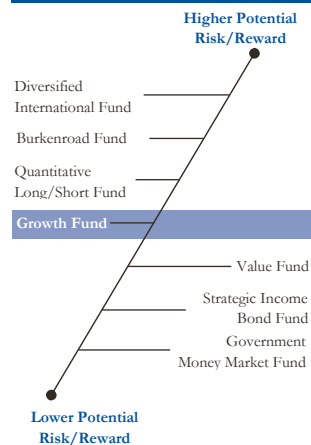 Higher Potential
Risk/Reward
Diversified
International Fund
Burkenroad Fund
Quantitative
Long/Short Fund
Growth Fund
Value Fund
Strategic Income
Bond Fund
Government
Money Market Fund
Lower Potential
Risk/Reward